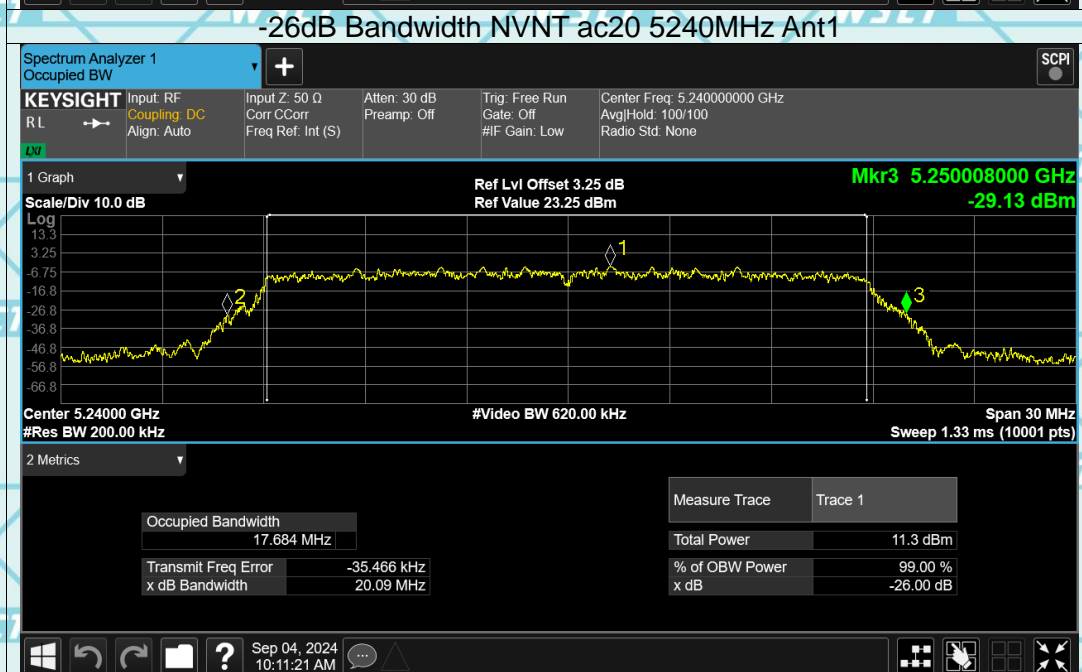 -26dB Bandwidth NVNT ac20 5240MHz Ant1
Spectrum Analyzer 1
Occupied BW
+
SCPI
KEYSIGHT
R L
LXI
Input: RF
Coupling: DC
Align: Auto
Input Z: 50 Ω
Corr CCorr
Freq Ref: Int (S)
Atten: 30 dB
Preamp: Off
Trig: Free Run
Gate: Off
#IF Gain: Low
Center Freq: 5.240000000 GHz
Avg|Hold: 100/100
Radio Std: None
1 Graph
Ref Lvl Offset 3.25 dB
Mkr3 5.250008000 GHz
Scale/Div 10.0 dB
Ref Value 23.25 dBm
-29.13 dBm
Log
13.3
3.25
-6.75
-16.8
-26.8
-36.8
-46.8
-56.8
-66.8
1
2
3
Center 5.24000 GHz
#Video BW 620.00 kHz
Span 30 MHz
#Res BW 200.00 kHz
Sweep 1.33 ms (10001 pts)
2 Metrics
Measure Trace
Trace 1
Occupied Bandwidth
17.684 MHz
Total Power
11.3 dBm
Transmit Freq Error
-35.466 kHz
% of OBW Power
99.00 %
x dB Bandwidth
20.09 MHz
x dB
-26.00 dB
?
Sep 04, 2024
10:11:21 AM